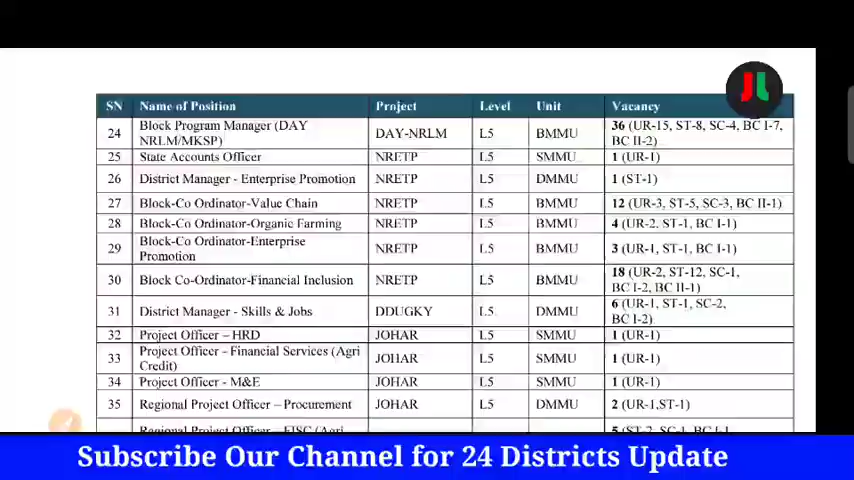 SN Name of Position Project Level Unit Vacancy
24 Block Program Manager (DAY NRLM/MKSP) DAY-NRLM L5 BMMU 36 (UR-15, ST-8, SC-4, BC I-7, BC II-2)
25 State Accounts Officer NRETP L5 SMMU 1 (UR-1)
26 District Manager - Enterprise Promotion NRETP L5 DMMU 1 (ST-1)
27 Block-Co Ordinator-Value Chain NRETP L5 BMMU 12 (UR-3, ST-5, SC-3, BC II-1)
28 Block-Co Ordinator-Organic Farming NRETP L5 BMMU 4 (UR-2, ST-1, BC I-1)
29 Block-Co Ordinator-Enterprise Promotion NRETP L5 BMMU 3 (UR-1, ST-1, BC I-1)
30 Block Co-Ordinator-Financial Inclusion NRETP L5 BMMU 18 (UR-2, ST-12, SC-1, BC I-2, BC II-1)
31 District Manager - Skills & Jobs DDUGKY L5 DMMU 6 (UR-1, ST-1, SC-2, BC I-2)
32 Project Officer – HRD JOHAR L5 SMMU 1 (UR-1)
33 Project Officer - Financial Services (Agri Credit) JOHAR L5 SMMU 1 (UR-1)
34 Project Officer - M&E JOHAR L5 SMMU 1 (UR-1)
35 Regional Project Officer – Procurement JOHAR L5 DMMU 2 (UR-1,ST-1)
Regional Project Officer
Subscribe Our Channel for 24 Districts Update